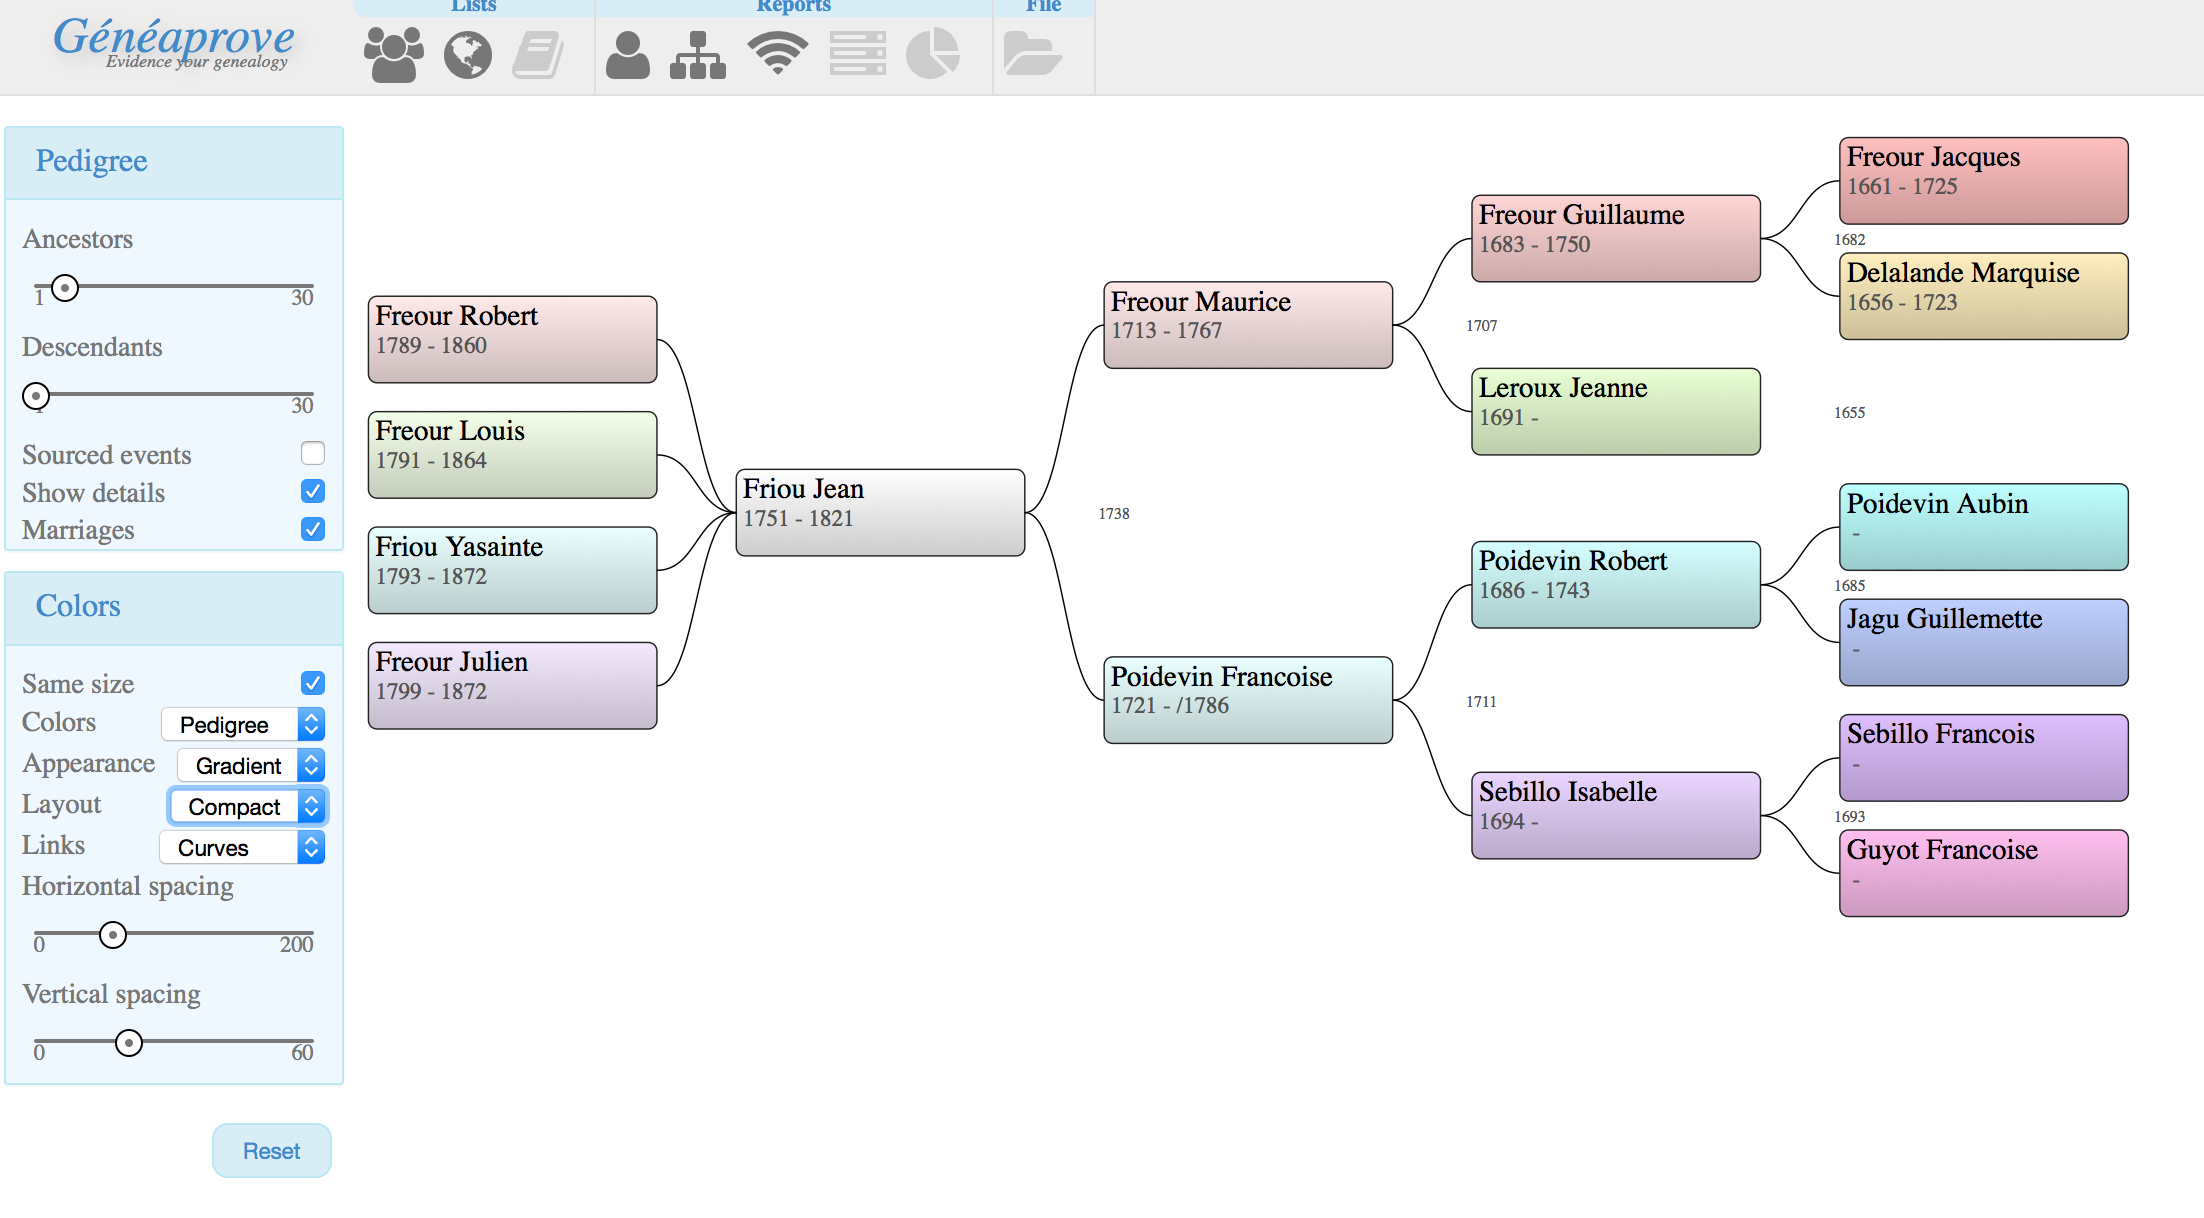 Lists
Reports
File
Généaprove
Evidence your genealogy
Pedigree
Ancestors
1
30
Descendants
30
Sourced events
Show details
Marriages
Colors
Same size
Colors
Pedigree
Appearance
Gradient
Layout
Compact
Links
Curves
Horizontal spacing
0
200
Vertical spacing
0
60
Reset
Freour Robert
1789 - 1860
Freour Louis
1791 - 1864
Friou Yasainte
1793 - 1872
Freour Julien
1799 - 1872
Friou Jean
1751 - 1821
Freour Maurice
1713 - 1767
1738
Poidevin Francoise
1721 - /1786
Freour Guillaume
1683 - 1750
1707
Leroux Jeanne
1691 -
Poidevin Robert
1686 - 1743
1711
Sebillo Isabelle
1694 -
Freour Jacques
1661 - 1725
1682
Delalande Marquise
1656 - 1723
1655
Poidevin Aubin
-
1685
Jagu Guillemette
-
Sebillo Francois
-
1693
Guyot Francoise
-